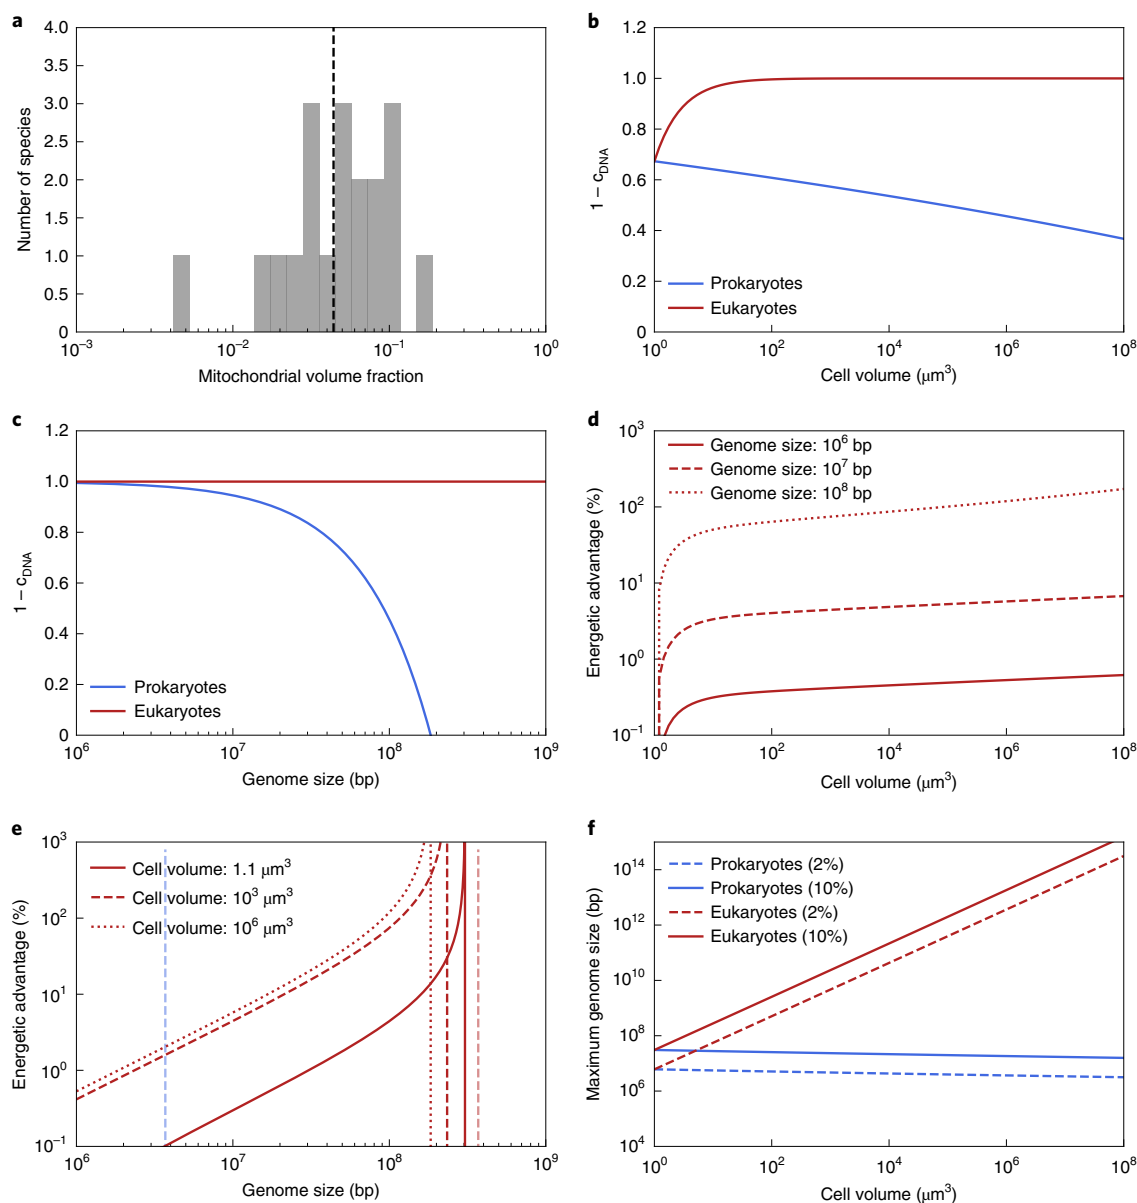 a
4.0
3.5
3.0
2.5
2.0
1.5
1.0
0.5
0
Number of species
10⁻³
10⁻²
10⁻¹
10⁰
Mitochondrial volume fraction
b
1.2
1.0
0.8
0.6
0.4
0.2
0
1 – c_DNA
Prokaryotes
Eukaryotes
10⁰
10²
10⁴
10⁶
10⁸
Cell volume (μm³)
c
1.2
1.0
0.8
0.6
0.4
0.2
0
1 – c_DNA
Prokaryotes
Eukaryotes
10⁶
10⁷
10⁸
10⁹
Genome size (bp)
d
10³
10²
10¹
10⁰
10⁻¹
Energetic advantage (%)
Genome size: 10⁶ bp
Genome size: 10⁷ bp
Genome size: 10⁸ bp
10⁰
10²
10⁴
10⁶
10⁸
Cell volume (μm³)
e
10³
10²
10¹
10⁰
10⁻¹
Energetic advantage (%)
Cell volume: 1.1 μm³
Cell volume: 10³ μm³
Cell volume: 10⁶ μm³
10⁶
10⁷
10⁸
10⁹
Genome size (bp)
f
10¹⁴
10¹²
10¹⁰
10⁸
10⁶
10⁴
Maximum genome size (bp)
Prokaryotes (2%)
Prokaryotes (10%)
Eukaryotes (2%)
Eukaryotes (10%)
10⁰
10²
10⁴
10⁶
10⁸
Cell volume (μm³)